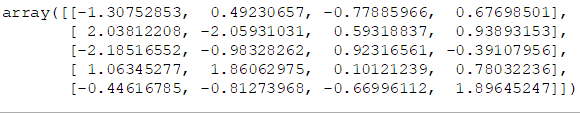 array([[-1.30752853,  0.49230657, -0.77885966,  0.67698501],
       [ 2.03812208, -2.05931031,  0.59318837,  0.93893153],
       [-2.18516552, -0.98328262,  0.92316561, -0.39107956],
       [ 1.06345277,  1.86062975,  0.10121239,  0.78032236],
       [-0.44616785, -0.81273968, -0.66996112,  1.89645247]])